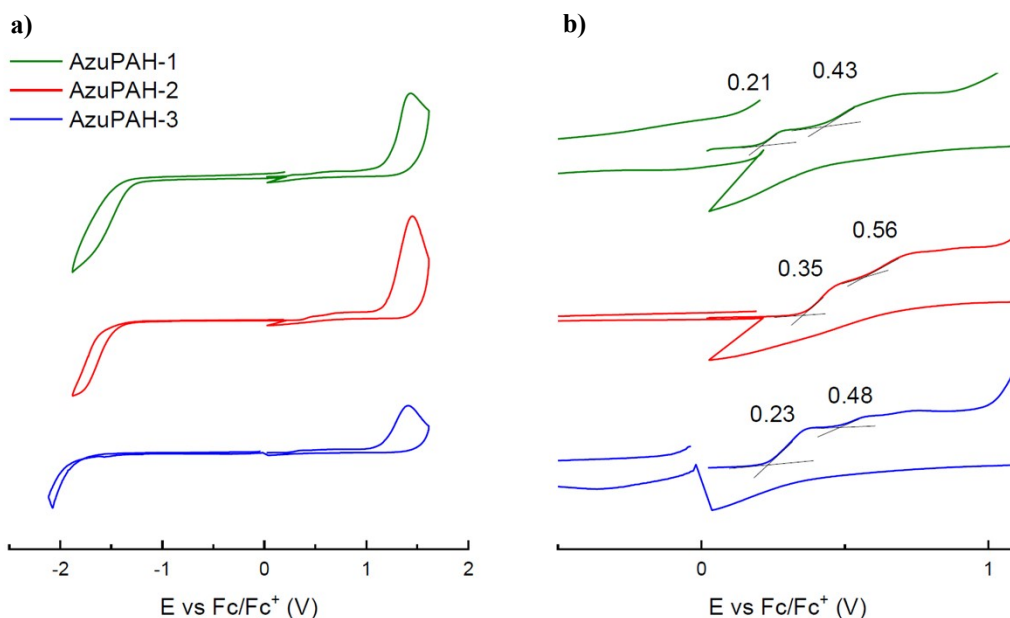 a)
AzuPAH-1
AzuPAH-2
AzuPAH-3
-2 -1 0 1 2
E vs Fc/Fc⁺ (V)
b)
0.21 0.43
0.35 0.56
0.23 0.48
0 1
E vs Fc/Fc⁺ (V)